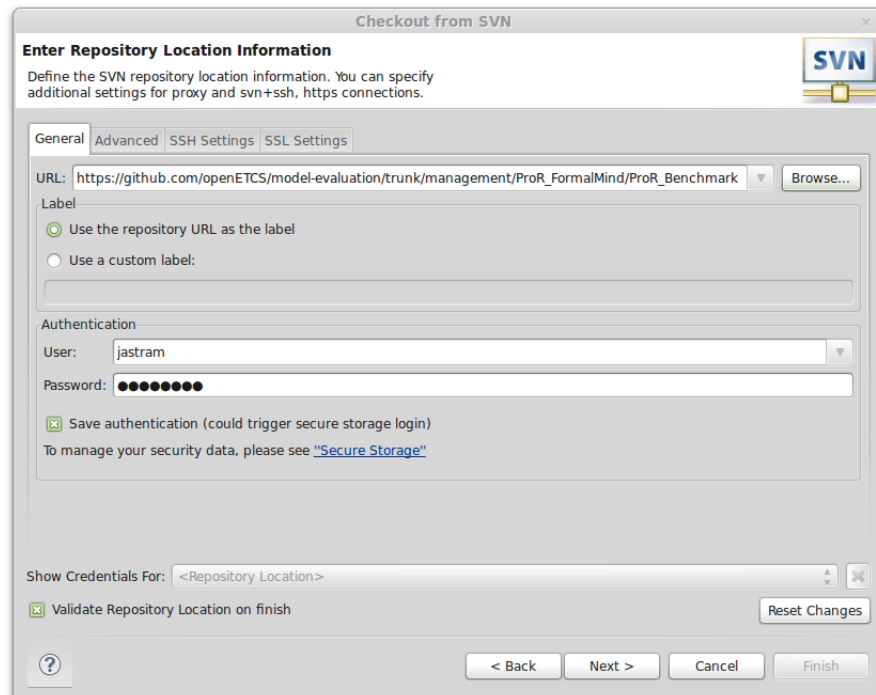 Checkout from SVN
Enter Repository Location Information
Define the SVN repository location information. You can specify
additional settings for proxy and svn+ssh, https connections.
SVN
General Advanced SSH Settings SSL Settings
URL: https://github.com/openETCS/model-evaluation/trunk/management/ProR_FormalMind/ProR_Benchmark Browse...
Label
Use the repository URL as the label
Use a custom label:
Authentication
User: jastram
Password: ●●●●●●●●
Save authentication (could trigger secure storage login)
To manage your security data, please see "Secure Storage"
Show Credentials For: <Repository Location>
Validate Repository Location on finish
Reset Changes
? < Back Next > Cancel Finish